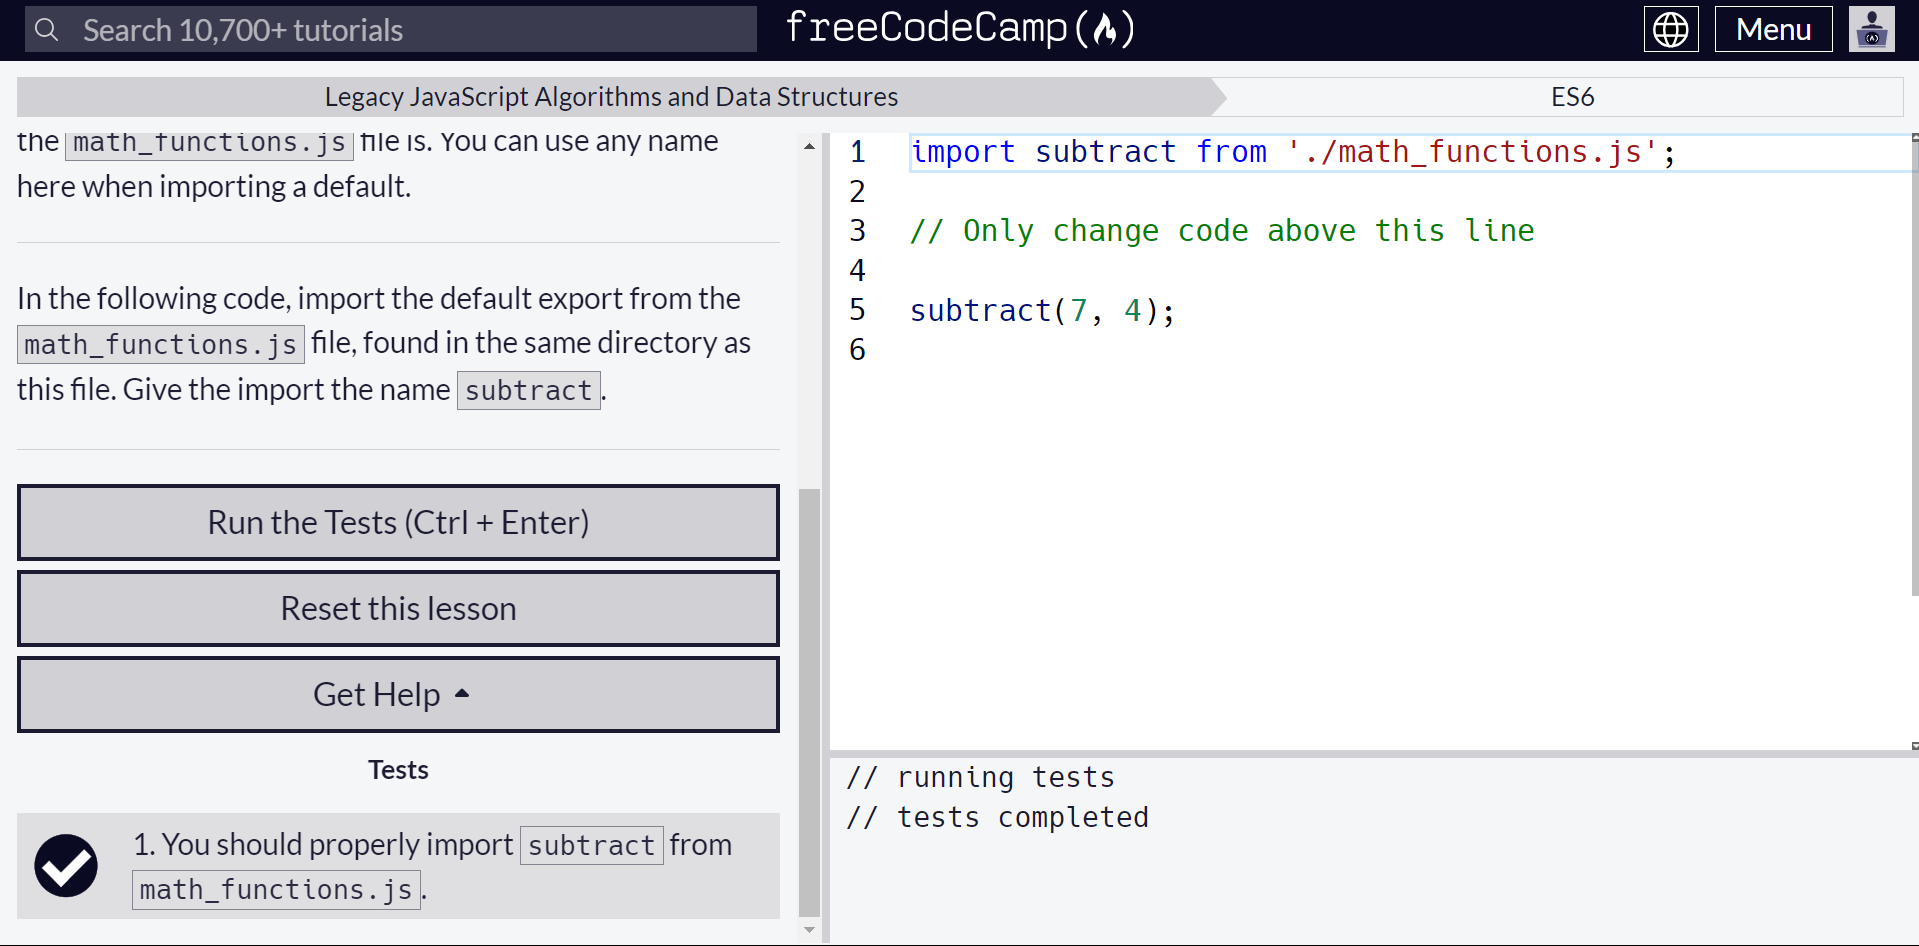 Search 10,700+ tutorials
freeCodeCamp
Menu
Legacy JavaScript Algorithms and Data Structures
ES6
the math_functions.js file is. You can use any name
here when importing a default.
In the following code, import the default export from the
math_functions.js file, found in the same directory as
this file. Give the import the name subtract.
Run the Tests (Ctrl + Enter)
Reset this lesson
Get Help
Tests
1. You should properly import subtract from
math_functions.js.
1 import subtract from './math_functions.js';
2
3 // Only change code above this line
4
5 subtract(7, 4);
6
// running tests
// tests completed